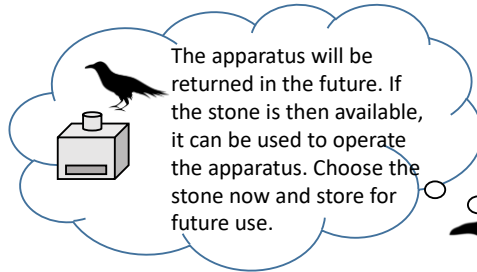 The apparatus will be
returned in the future. If
the stone is then available,
it can be used to operate
the apparatus. Choose the
stone now and store for
future use.